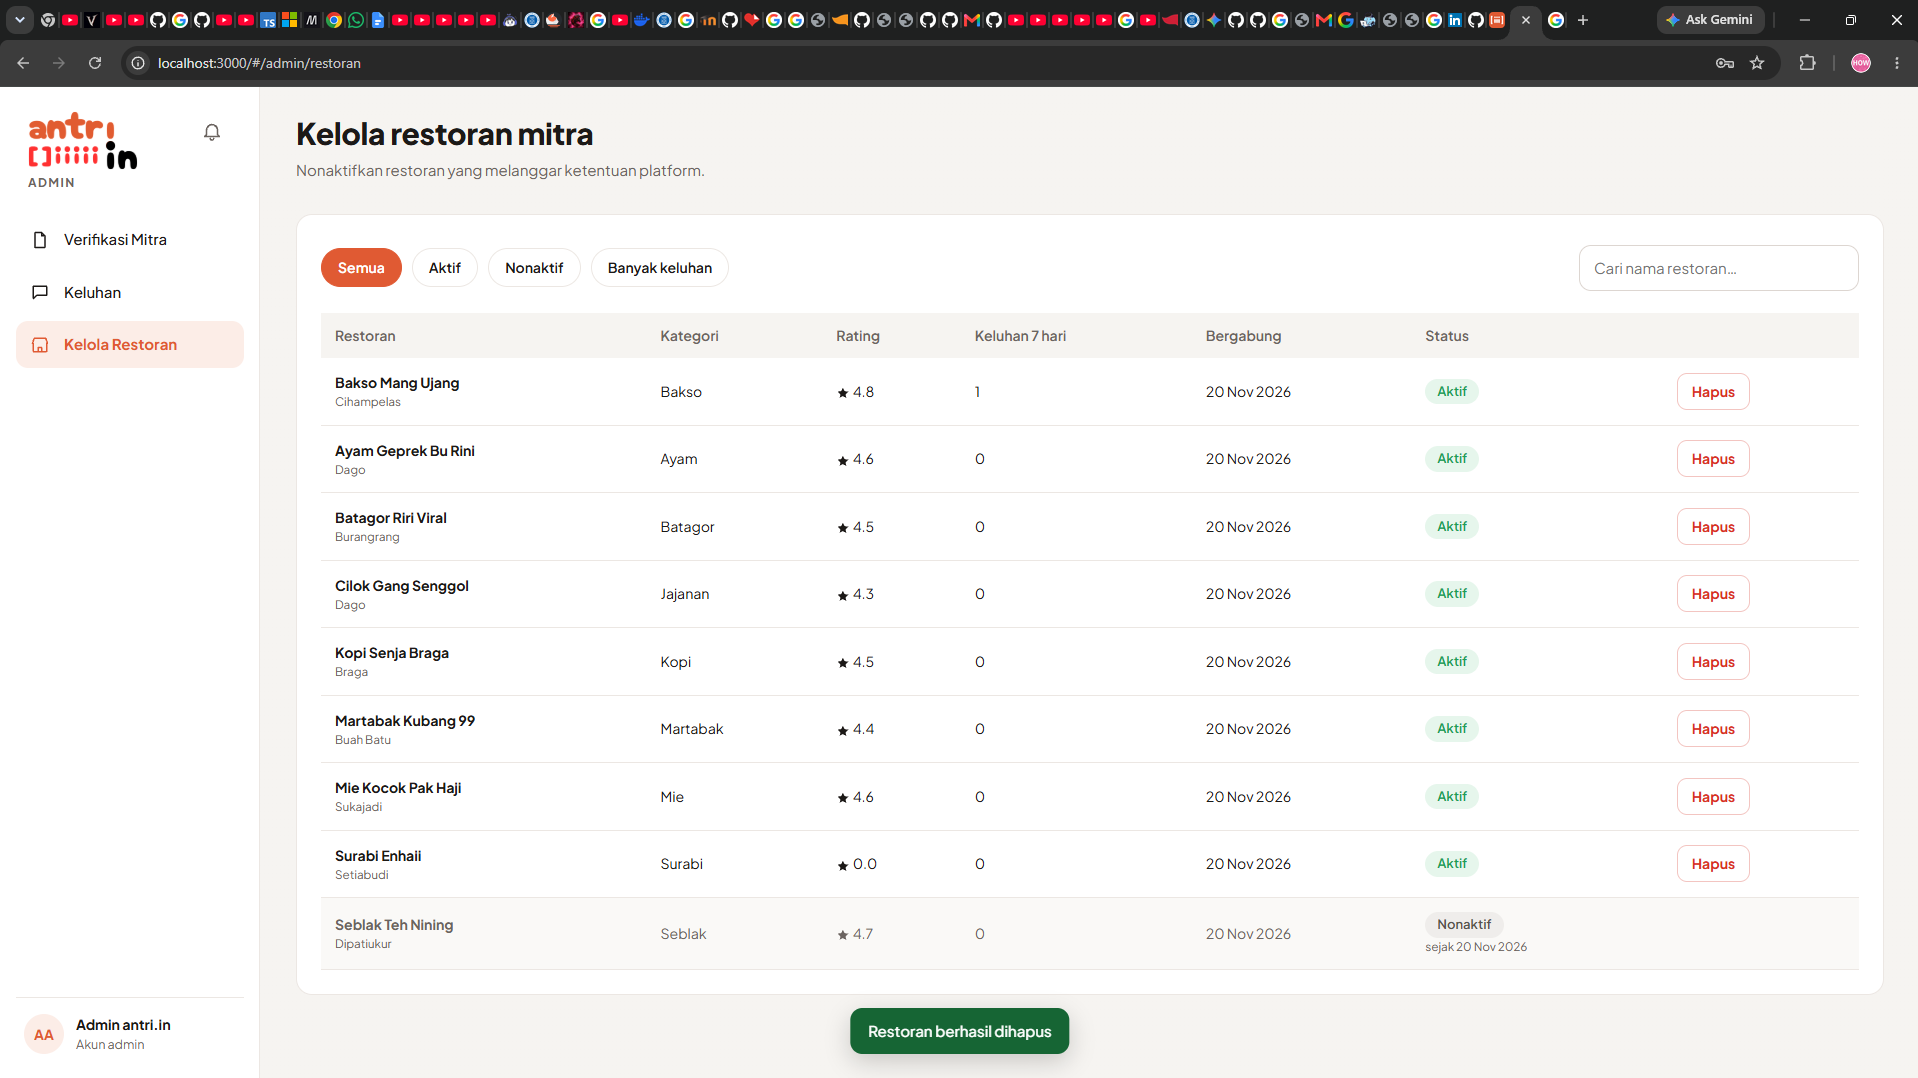 Ask Gemini
localhost:3000/#/admin/restoran
antri
in
ADMIN
Verifikasi Mitra
Keluhan
Kelola Restoran
Kelola restoran mitra
Nonaktifkan restoran yang melanggar ketentuan platform.
Semua Aktif Nonaktif Banyak keluhan Cari nama restoran...
Restoran Kategori Rating Keluhan 7 hari Bergabung Status
Bakso Mang Ujang
Cihampelas
Bakso ★ 4.8 1 20 Nov 2026 Aktif Hapus
Ayam Geprek Bu Rini
Dago
Ayam ★ 4.6 0 20 Nov 2026 Aktif Hapus
Batagor Riri Viral
Burangrang
Batagor ★ 4.5 0 20 Nov 2026 Aktif Hapus
Cilok Gang Senggol
Dago
Jajanan ★ 4.3 0 20 Nov 2026 Aktif Hapus
Kopi Senja Braga
Braga
Kopi ★ 4.5 0 20 Nov 2026 Aktif Hapus
Martabak Kubang 99
Buah Batu
Martabak ★ 4.4 0 20 Nov 2026 Aktif Hapus
Mie Kocok Pak Haji
Sukajadi
Mie ★ 4.6 0 20 Nov 2026 Aktif Hapus
Surabi Enhaii
Setiabudi
Surabi ★ 0.0 0 20 Nov 2026 Aktif Hapus
Seblak Teh Nining
Dipatiukur
Seblak ★ 4.7 0 20 Nov 2026 Nonaktif
sejak 20 Nov 2026
Restoran berhasil dihapus
AA
Admin antri.in
Akun admin